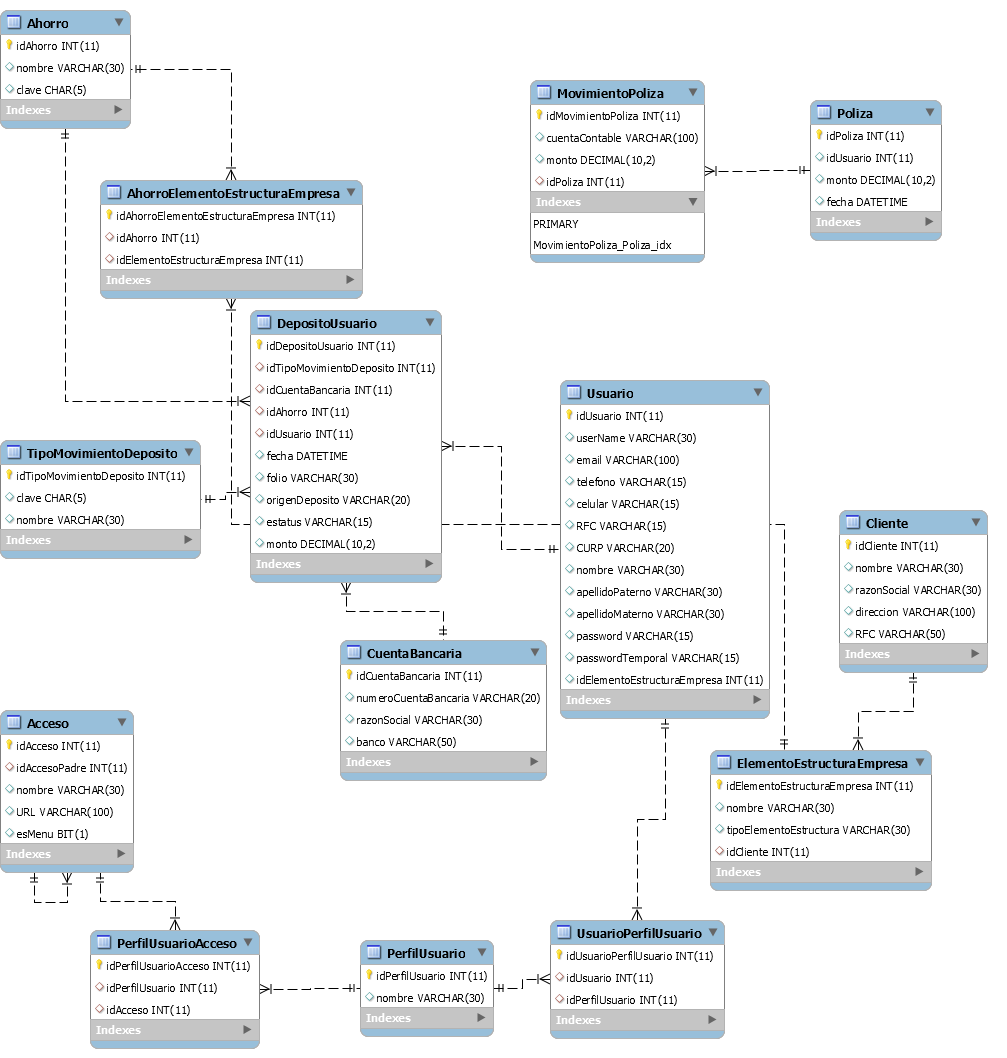 Ahorro
idAhorro INT(11)
nombre VARCHAR(30)
clave CHAR(5)
Indexes
MovimientoPoliza
idMovimientoPoliza INT(11)
cuentaContable VARCHAR(100)
monto DECIMAL(10,2)
idPoliza INT(11)
Indexes
PRIMARY
MovimientoPoliza_Poliza_idx
Poliza
idPoliza INT(11)
idUsuario INT(11)
monto DECIMAL(10,2)
fecha DATETIME
Indexes
AhorroElementoEstructuraEmpresa
idAhorroElementoEstructuraEmpresa INT(11)
idAhorro INT(11)
idElementoEstructuraEmpresa INT(11)
Indexes
DepositoUsuario
idDepositoUsuario INT(11)
idTipoMovimientoDeposito INT(11)
idCuentaBancaria INT(11)
idAhorro INT(11)
idUsuario INT(11)
fecha DATETIME
folio VARCHAR(30)
origenDeposito VARCHAR(20)
estatus VARCHAR(15)
monto DECIMAL(10,2)
Indexes
Usuario
idUsuario INT(11)
userName VARCHAR(30)
email VARCHAR(100)
telefono VARCHAR(15)
celular VARCHAR(15)
RFC VARCHAR(15)
CURP VARCHAR(20)
nombre VARCHAR(30)
apellidoPaterno VARCHAR(30)
apellidoMaterno VARCHAR(30)
password VARCHAR(15)
passwordTemporal VARCHAR(15)
idElementoEstructuraEmpresa INT(11)
Indexes
TipoMovimientoDeposito
idTipoMovimientoDeposito INT(11)
clave CHAR(5)
nombre VARCHAR(30)
Indexes
Cliente
idCliente INT(11)
nombre VARCHAR(30)
razonSocial VARCHAR(30)
direccion VARCHAR(100)
RFC VARCHAR(50)
Indexes
CuentaBancaria
idCuentaBancaria INT(11)
numeroCuentaBancaria VARCHAR(20)
razonSocial VARCHAR(30)
banco VARCHAR(50)
Indexes
Acceso
idAcceso INT(11)
idAccesoPadre INT(11)
nombre VARCHAR(30)
URL VARCHAR(100)
esMenu BIT(1)
Indexes
ElementoEstructuraEmpresa
idElementoEstructuraEmpresa INT(11)
nombre VARCHAR(30)
tipoElementoEstructura VARCHAR(30)
idCliente INT(11)
Indexes
PerfilUsuarioAcceso
idPerfilUsuarioAcceso INT(11)
idPerfilUsuario INT(11)
idAcceso INT(11)
Indexes
PerfilUsuario
idPerfilUsuario INT(11)
nombre VARCHAR(30)
Indexes
UsuarioPerfilUsuario
idUsuarioPerfilUsuario INT(11)
idUsuario INT(11)
idPerfilUsuario INT(11)
Indexes